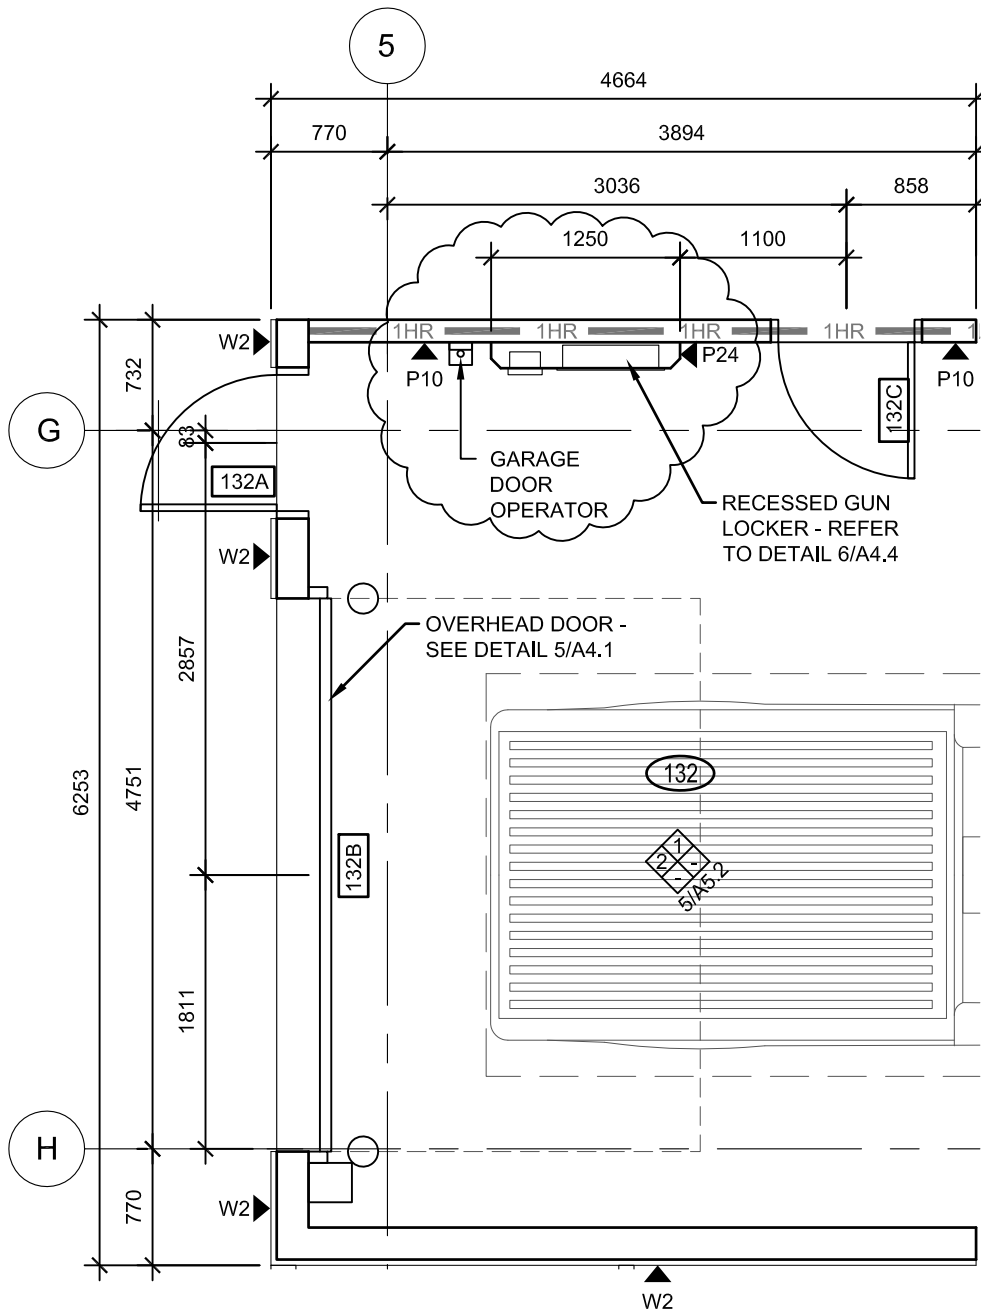 5
4664
770
3894
3036
858
1250
1100
W2
1HR
1HR
1HR
1HR
1
P10
P24
P10
732
G
83
132A
132C
GARAGE
DOOR
OPERATOR
RECESSED GUN
LOCKER - REFER
TO DETAIL 6/A4.4
W2
OVERHEAD DOOR -
SEE DETAIL 5/A4.1
2857
6253
4751
132
132B
1
2
-
-
5/A5.2
1811
H
770
W2
W2